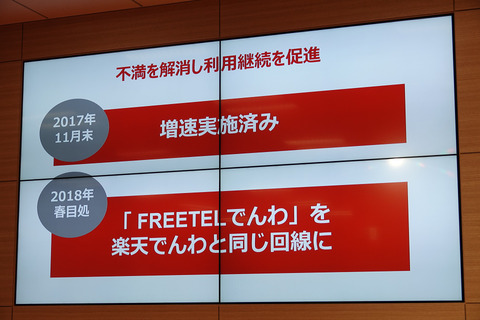 不満を解消し利用継続を促進
2017年
11月末
増速実施済み
2018年
春目処
「 FREETELでんわ」を
楽天でんわと同じ回線に